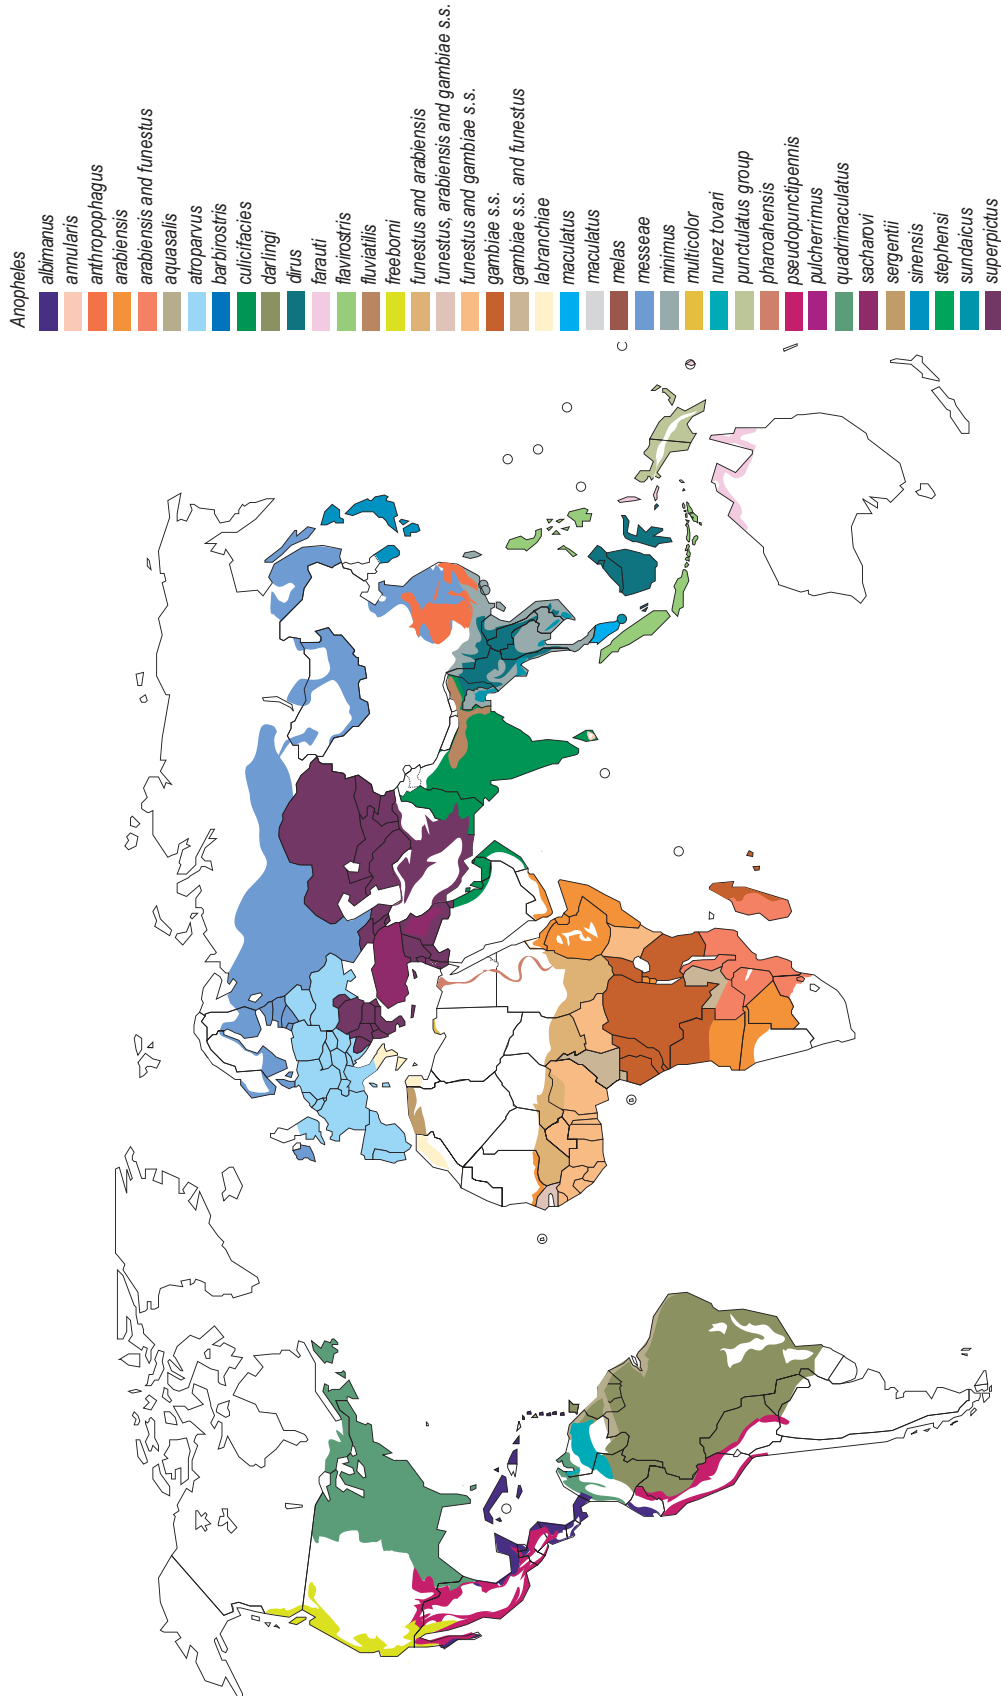 Anopheles
albimanus
annularis
anthropophagus
arabiensis
arabiensis and funestus
aquasalis
atroparvus
barbirostris
culicifacies
darlingi
dirus
farauti
flavirostris
fluviatilis
freeborni
funestus and arabiensis
funestus, arabiensis and gambiae s.s.
funestus and gambiae s.s.
gambiae s.s.
gambiae s.s. and funestus
labranchiae
maculatus
maculatus
melas
messeae
minimus
multicolor
nunez tovari
punctulatus group
pharoahensis
pseudopunctipennis
pulcherrimus
quadrimaculatus
sacharovi
sergentii
sinensis
stephensi
sundaicus
superpictus